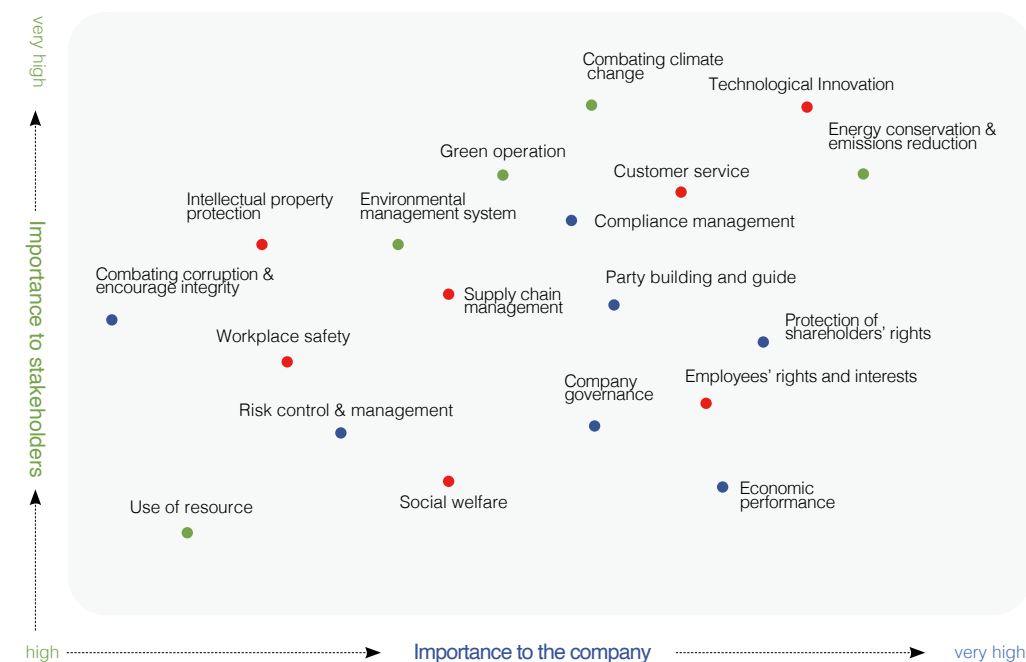 very high
Combating climate
change
Technological Innovation
Energy conservation &
emissions reduction
Green operation
Customer service
Intellectual property
protection
Environmental
management system
Compliance management
Combating corruption &
encourage integrity
Party building and guide
Supply chain
management
Protection of
shareholders’ rights
Workplace safety
Importance to stakeholders
Company
governance
Employees’ rights and interests
Risk control & management
Social welfare
Economic
performance
Use of resource
high
Importance to the company
very high